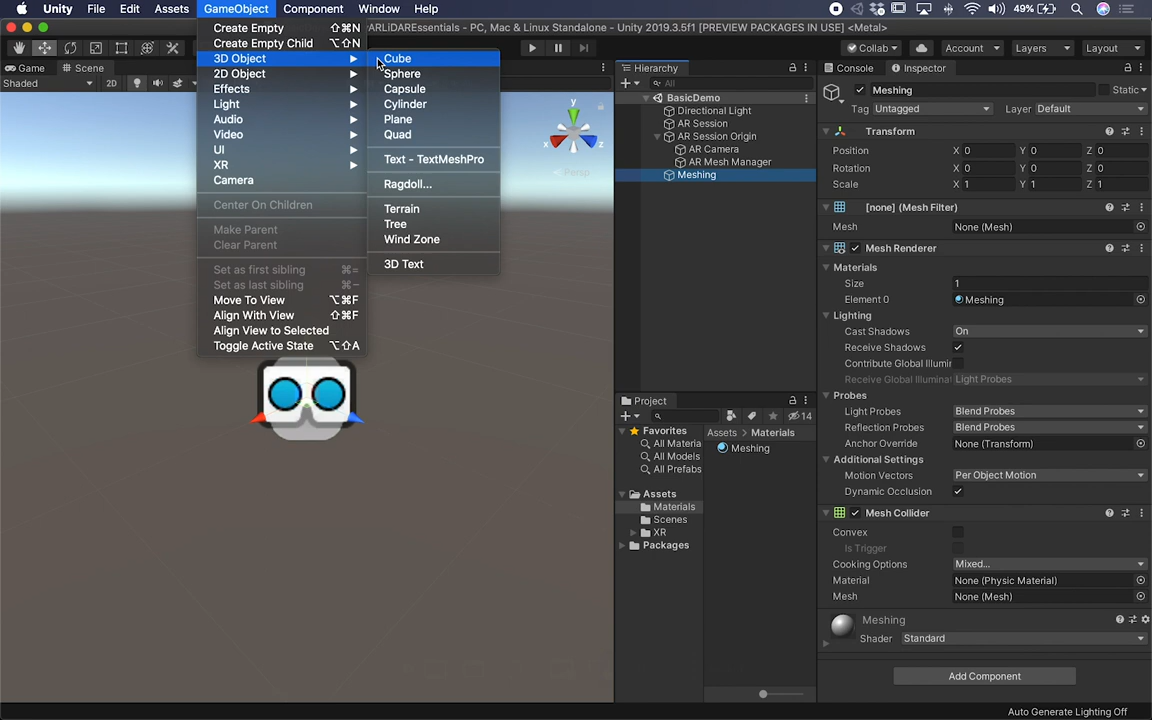 Unity File Edit Assets GameObject Component Window Help 49%
ARLiDAREssentials - PC, Mac & Linux Standalone - Unity 2019.3.5f1 [PREVIEW PACKAGES IN USE] <Metal>
Create Empty ⇧⌘N
Create Empty Child ⌥⇧N
3D Object
2D Object
Effects
Light
Audio
Video
UI
XR
Camera
Center On Children
Make Parent
Clear Parent
Set as first sibling ⌘=
Set as last sibling ⌘-
Move To View ⌥⌘F
Align With View ⇧⌘F
Align View to Selected
Toggle Active State ⌥⇧A
Cube
Sphere
Capsule
Cylinder
Plane
Quad
Text - TextMeshPro
Ragdoll...
Terrain
Tree
Wind Zone
3D Text
Collab Account Layers Layout
Game Scene
Shaded 2D
y
x z
Persp
Hierarchy
All
BasicDemo
Directional Light
AR Session
AR Session Origin
AR Camera
AR Mesh Manager
Meshing
Project
14
Favorites
All Materia
All Models
All Prefabs
Assets
Materials
Scenes
XR
Packages
Assets > Materials
Meshing
Console Inspector
Meshing Static
Tag Untagged Layer Default
Transform
Position X 0 Y 0 Z 0
Rotation X 0 Y 0 Z 0
Scale X 1 Y 1 Z 1
[none] (Mesh Filter)
Mesh None (Mesh)
Mesh Renderer
Materials
Size 1
Element 0 Meshing
Lighting
Cast Shadows On
Receive Shadows
Contribute Global Illumir
Receive Global Illuminat Light Probes
Probes
Light Probes Blend Probes
Reflection Probes Blend Probes
Anchor Override None (Transform)
Additional Settings
Motion Vectors Per Object Motion
Dynamic Occlusion
Mesh Collider
Convex
Is Trigger
Cooking Options Mixed...
Material None (Physic Material)
Mesh None (Mesh)
Meshing
Shader Standard
Add Component
Auto Generate Lighting Off